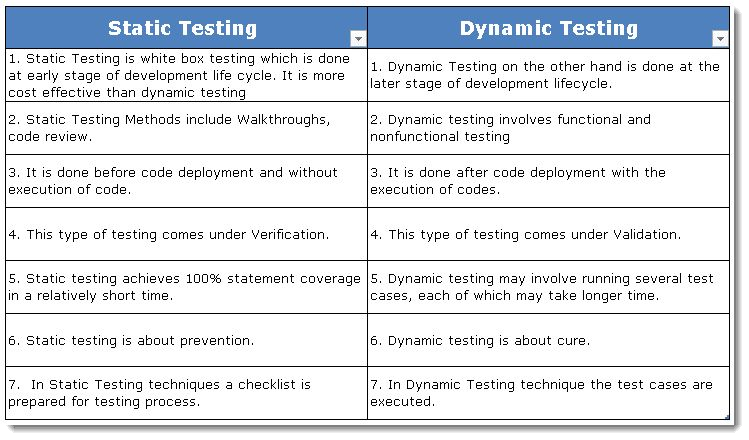 Static Testing
Dynamic Testing
1. Static Testing is white box testing which is done
at early stage of development life cycle. It is more
cost effective than dynamic testing
1. Dynamic Testing on the other hand is done at the
later stage of development lifecycle.
2. Static Testing Methods include Walkthroughs,
code review.
2. Dynamic testing involves functional and
nonfunctional testing
3. It is done before code deployment and without
execution of code.
3. It is done after code deployment with the
execution of codes.
4. This type of testing comes under Verification.
4. This type of testing comes under Validation.
5. Static testing achieves 100% statement coverage
in a relatively short time.
5. Dynamic testing may involve running several test
cases, each of which may take longer time.
6. Static testing is about prevention.
6. Dynamic testing is about cure.
7.  In Static Testing techniques a checklist is
prepared for testing process.
7. In Dynamic Testing technique the test cases are
executed.